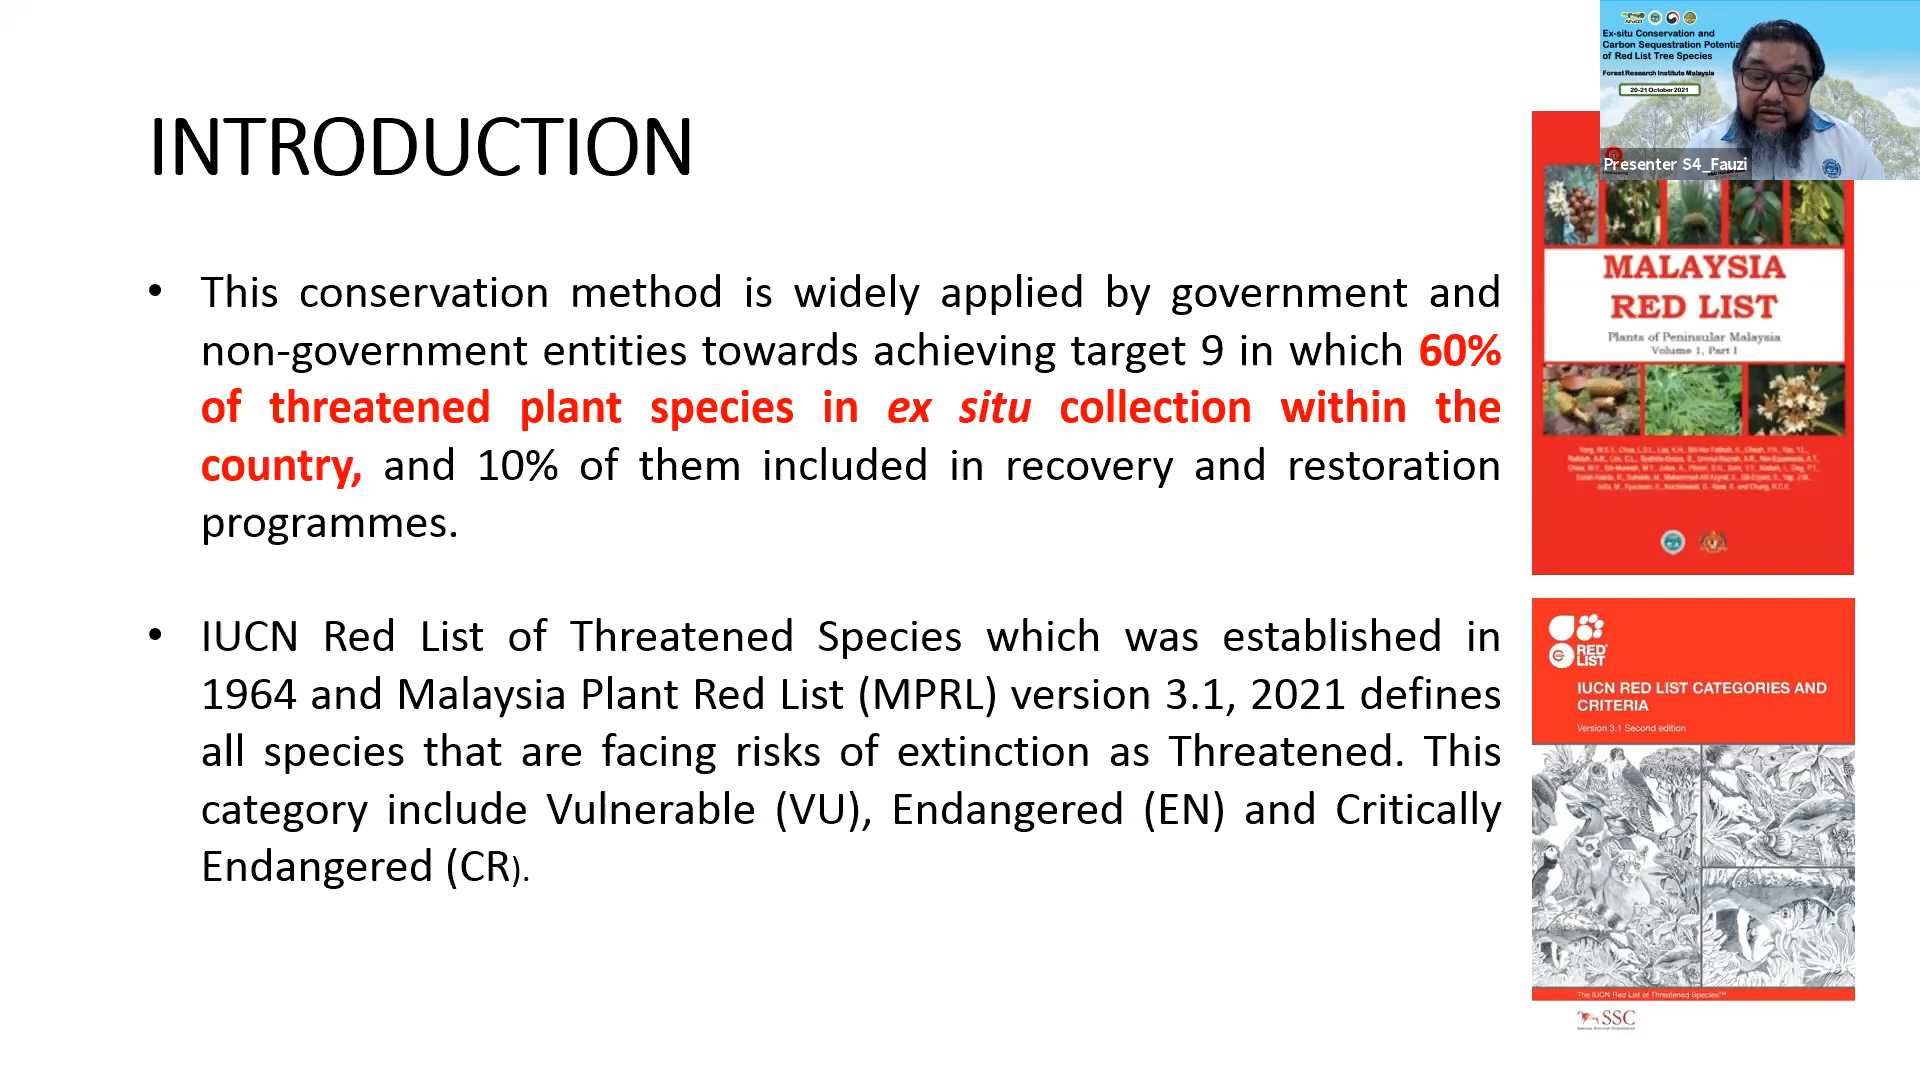 Ex-situ Conservation and
Carbon Sequestration Potentia
of Red List Tree Species
Forest Research Institute Malaysia
20-21 October 2021
Presenter S4_Fauzi
INTRODUCTION
• This conservation method is widely applied by government and
non-government entities towards achieving target 9 in which 60%
of threatened plant species in ex situ collection within the
country, and 10% of them included in recovery and restoration
programmes.
• IUCN Red List of Threatened Species which was established in
1964 and Malaysia Plant Red List (MPRL) version 3.1, 2021 defines
all species that are facing risks of extinction as Threatened. This
category include Vulnerable (VU), Endangered (EN) and Critically
Endangered (CR).
MALAYSIA
RED LIST
Plants of Peninsular Malaysia
Volume 1, Part I
RED
LIST
IUCN RED LIST CATEGORIES AND
CRITERIA
Version 3.1 Second edition
The IUCN Red List of Threatened Species™
SSC